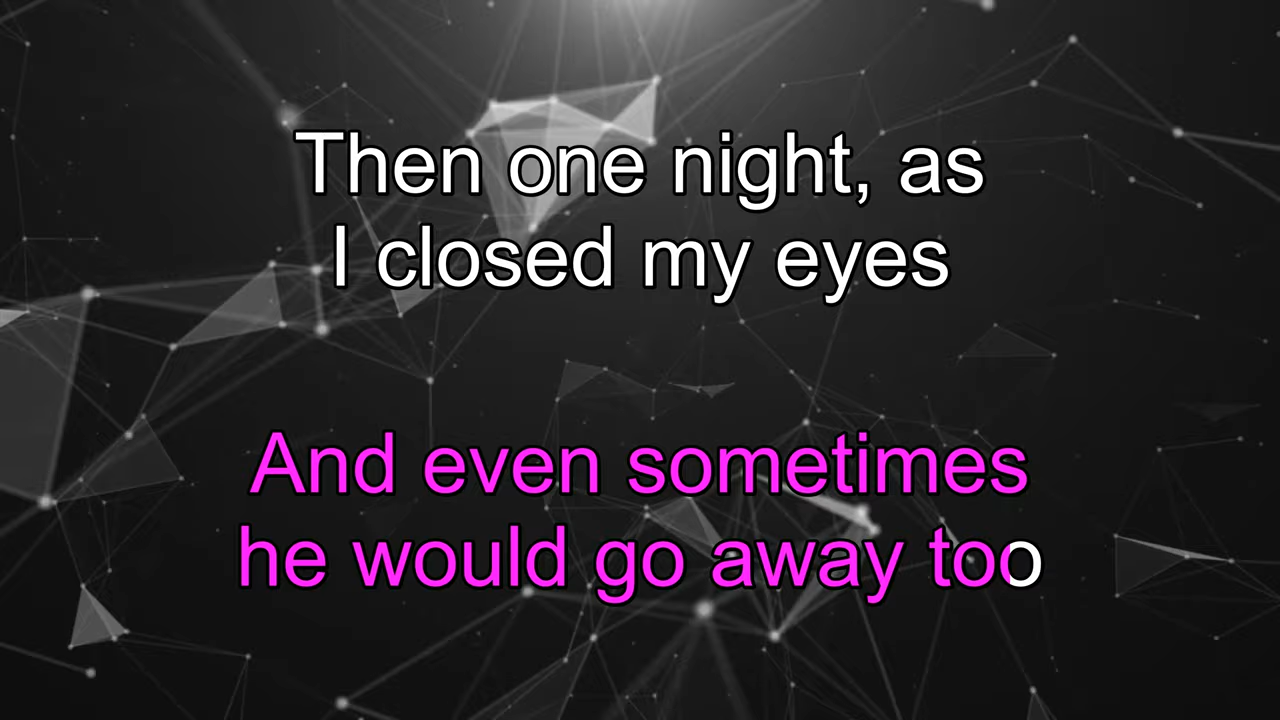 Then one night, as
I closed my eyes
And even sometimes
he would go away too